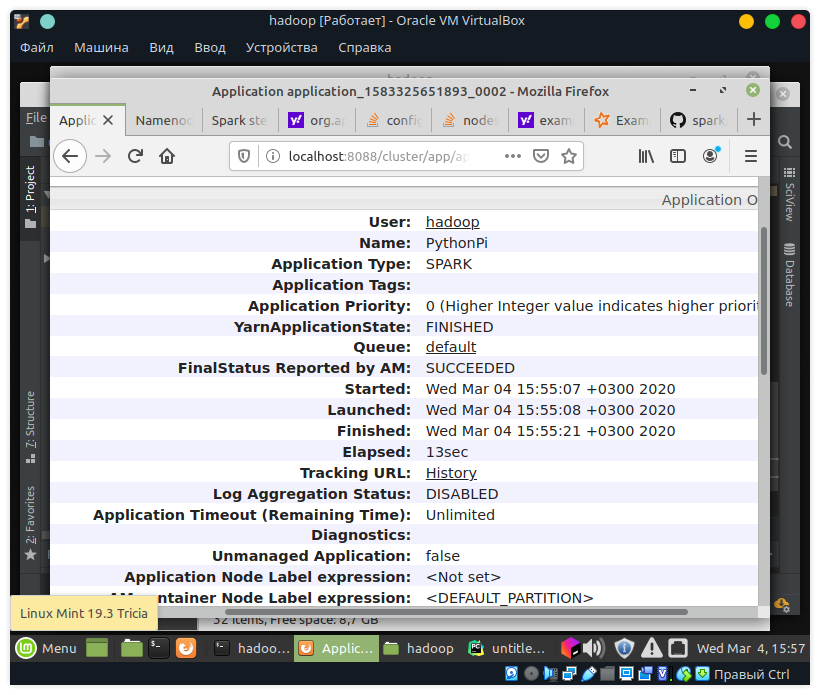 hadoop [Работает] - Oracle VM VirtualBox
Файл Машина Вид Ввод Устройства Справка
Application application_1583325651893_0002 - Mozilla Firefox
File
Applic Namenod Spark ste org.ap config nodes exam Exam spark
localhost:8088/cluster/app/ap
1: Project
7: Structure
2: Favorites
SciView
Database
Application O
User: hadoop
Name: PythonPi
Application Type: SPARK
Application Tags:
Application Priority: 0 (Higher Integer value indicates higher priorit
YarnApplicationState: FINISHED
Queue: default
FinalStatus Reported by AM: SUCCEEDED
Started: Wed Mar 04 15:55:07 +0300 2020
Launched: Wed Mar 04 15:55:08 +0300 2020
Finished: Wed Mar 04 15:55:21 +0300 2020
Elapsed: 13sec
Tracking URL: History
Log Aggregation Status: DISABLED
Application Timeout (Remaining Time): Unlimited
Diagnostics:
Unmanaged Application: false
Application Node Label expression: <Not set>
AM container Node Label expression: <DEFAULT_PARTITION>
Linux Mint 19.3 Tricia
32 items, Free space: 8,7 GB
Menu hadoo... Applic... hadoop untitle... Wed Mar 4, 15:57
Правый Ctrl